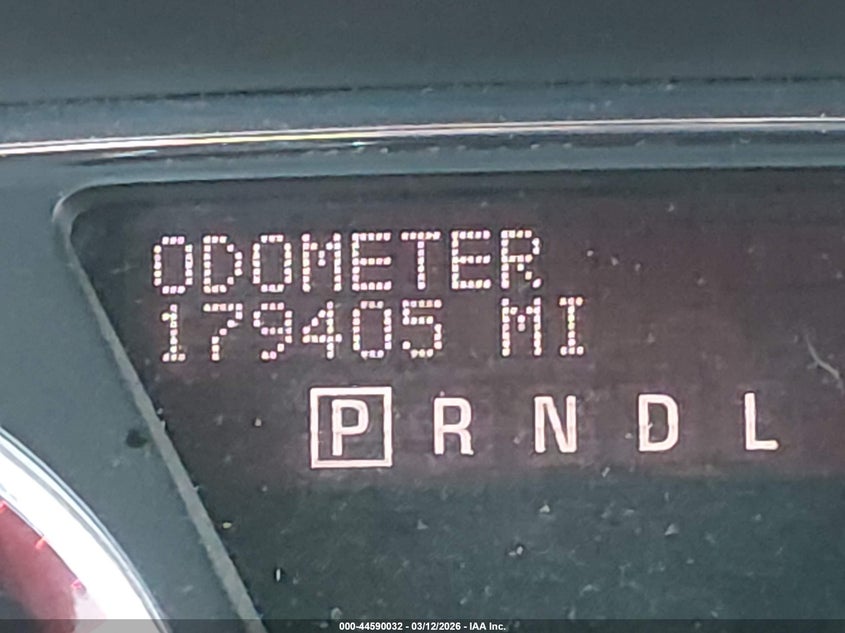 ODOMETER
179405 MI
P R N D L
000-44590032 - 03/12/2026 - IAA Inc.